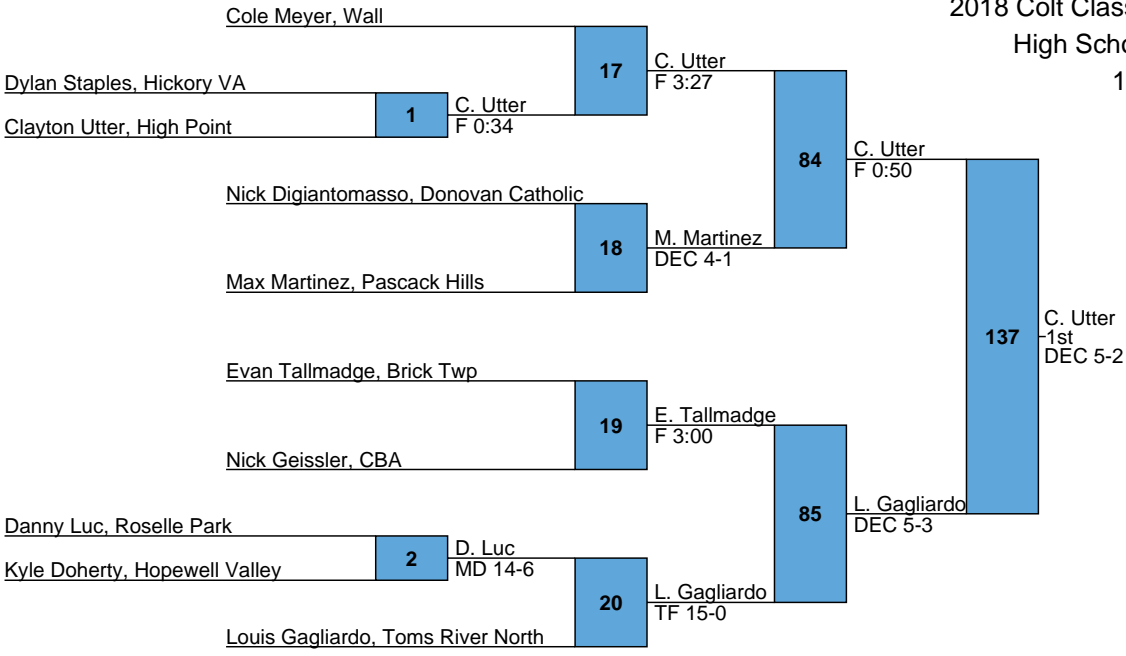 2018 Colt Class
High Scho
1
Cole Meyer, Wall
17
C. Utter
F 3:27
Dylan Staples, Hickory VA
1
C. Utter
F 0:34
Clayton Utter, High Point
84
C. Utter
F 0:50
Nick Digiantomasso, Donovan Catholic
18
M. Martinez
DEC 4-1
Max Martinez, Pascack Hills
137
C. Utter
1st
DEC 5-2
Evan Tallmadge, Brick Twp
19
E. Tallmadge
F 3:00
Nick Geissler, CBA
85
L. Gagliardo
DEC 5-3
Danny Luc, Roselle Park
2
D. Luc
MD 14-6
Kyle Doherty, Hopewell Valley
20
L. Gagliardo
TF 15-0
Louis Gagliardo, Toms River North